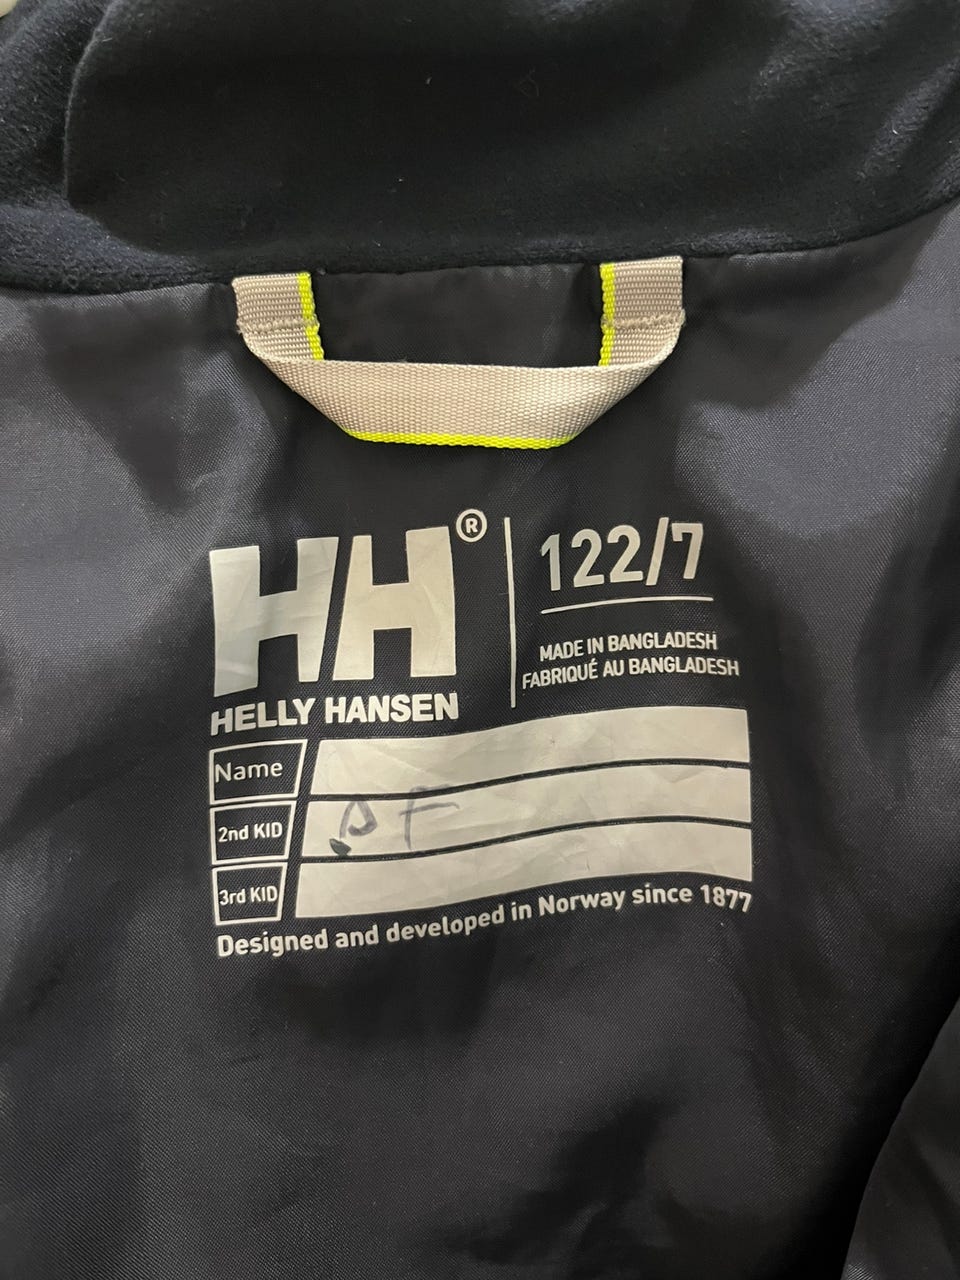 HH®
HELLY HANSEN
122/7
MADE IN BANGLADESH
FABRIQUÉ AU BANGLADESH
Name
2nd KID
3rd KID
Designed and developed in Norway since 1877